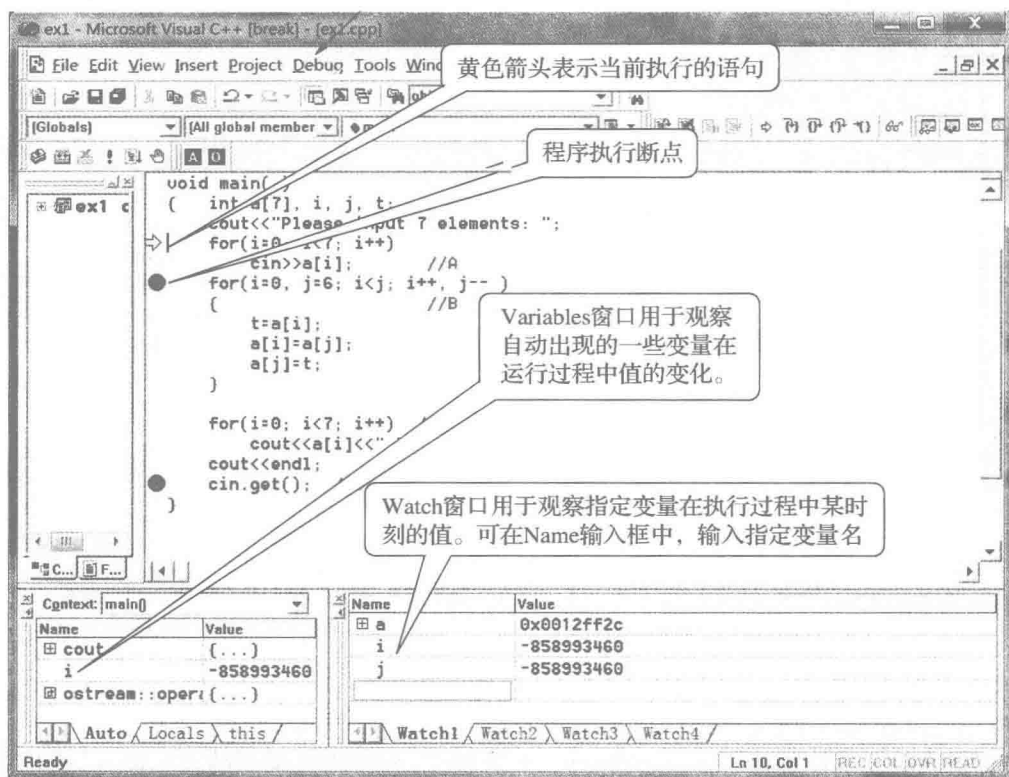 ex1 - Microsoft Visual C++ [break] - [ex1.cpp]
File Edit View Insert Project Debug Tools
黄色箭头表示当前执行的语句
[Globals] [All global member
程序执行断点
ex1 c
void main( )
{ int a[7], i, j, t;
cout<<"Please input 7 elements: ";
for(i=0; i<7; i++)
cin>>a[i]; //A
for(i=0, j=6; i<j; i++, j-- )
{ //B
t=a[i];
a[i]=a[j];
a[j]=t;
}
Variables窗口用于观察
自动出现的一些变量在
运行过程中值的变化。
for(i=0; i<7; i++)
cout<<a[i]<<"
cout<<endl;
cin.get();
}
Watch窗口用于观察指定变量在执行过程中某时
刻的值。可在Name输入框中，输入指定变量名
C... F...
Context: main()
Name Value
cout {...}
i -858993460
ostream::opera {...}
Auto Locals this
Name Value
a 0x0012ff2c
i -858993460
j -858993460
Watch1 Watch2 Watch3 Watch4
Ready Ln 10, Col 1 REC COL OVR READ